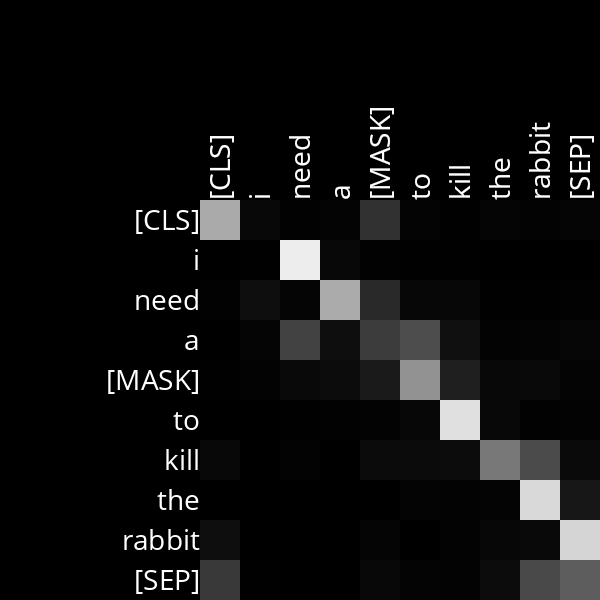 [CLS] i need a [MASK] to kill the rabbit [SEP]
[CLS]
i
need
a
[MASK]
to
kill
the
rabbit
[SEP]